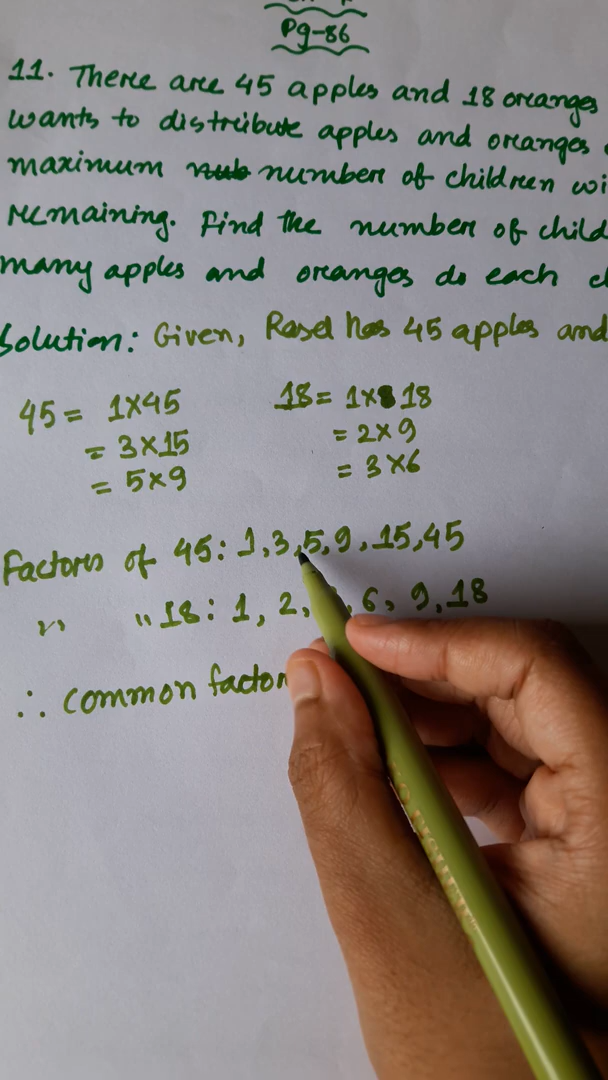 Pg-86
11. There are 45 apples and 18 oranges
wants to distribute apples and oranges
maximum nub number of children wi
remaining. Find the number of child
many apples and oranges do each c
Solution: Given, Rasel has 45 apples and
45 = 1×45
= 3×15
= 5×9
18 = 1×18
= 2×9
= 3×6
Factors of 45: 1, 3, 5, 9, 15, 45
" " 18: 1, 2, 6, 9, 18
∴ common factor